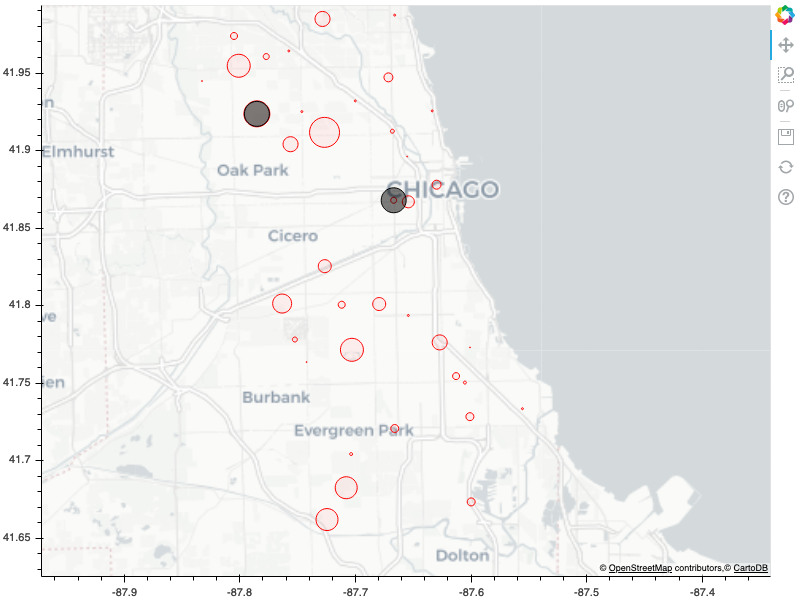 41.95
n
41.9
Elmhurst
Oak Park
CHICAGO
41.85
Cicero
41.8
ve
41.75
en
Burbank
Evergreen Park
41.7
41.65
Dolton
© OpenStreetMap contributors,© CartoDB
-87.9
-87.8
-87.7
-87.6
-87.5
-87.4